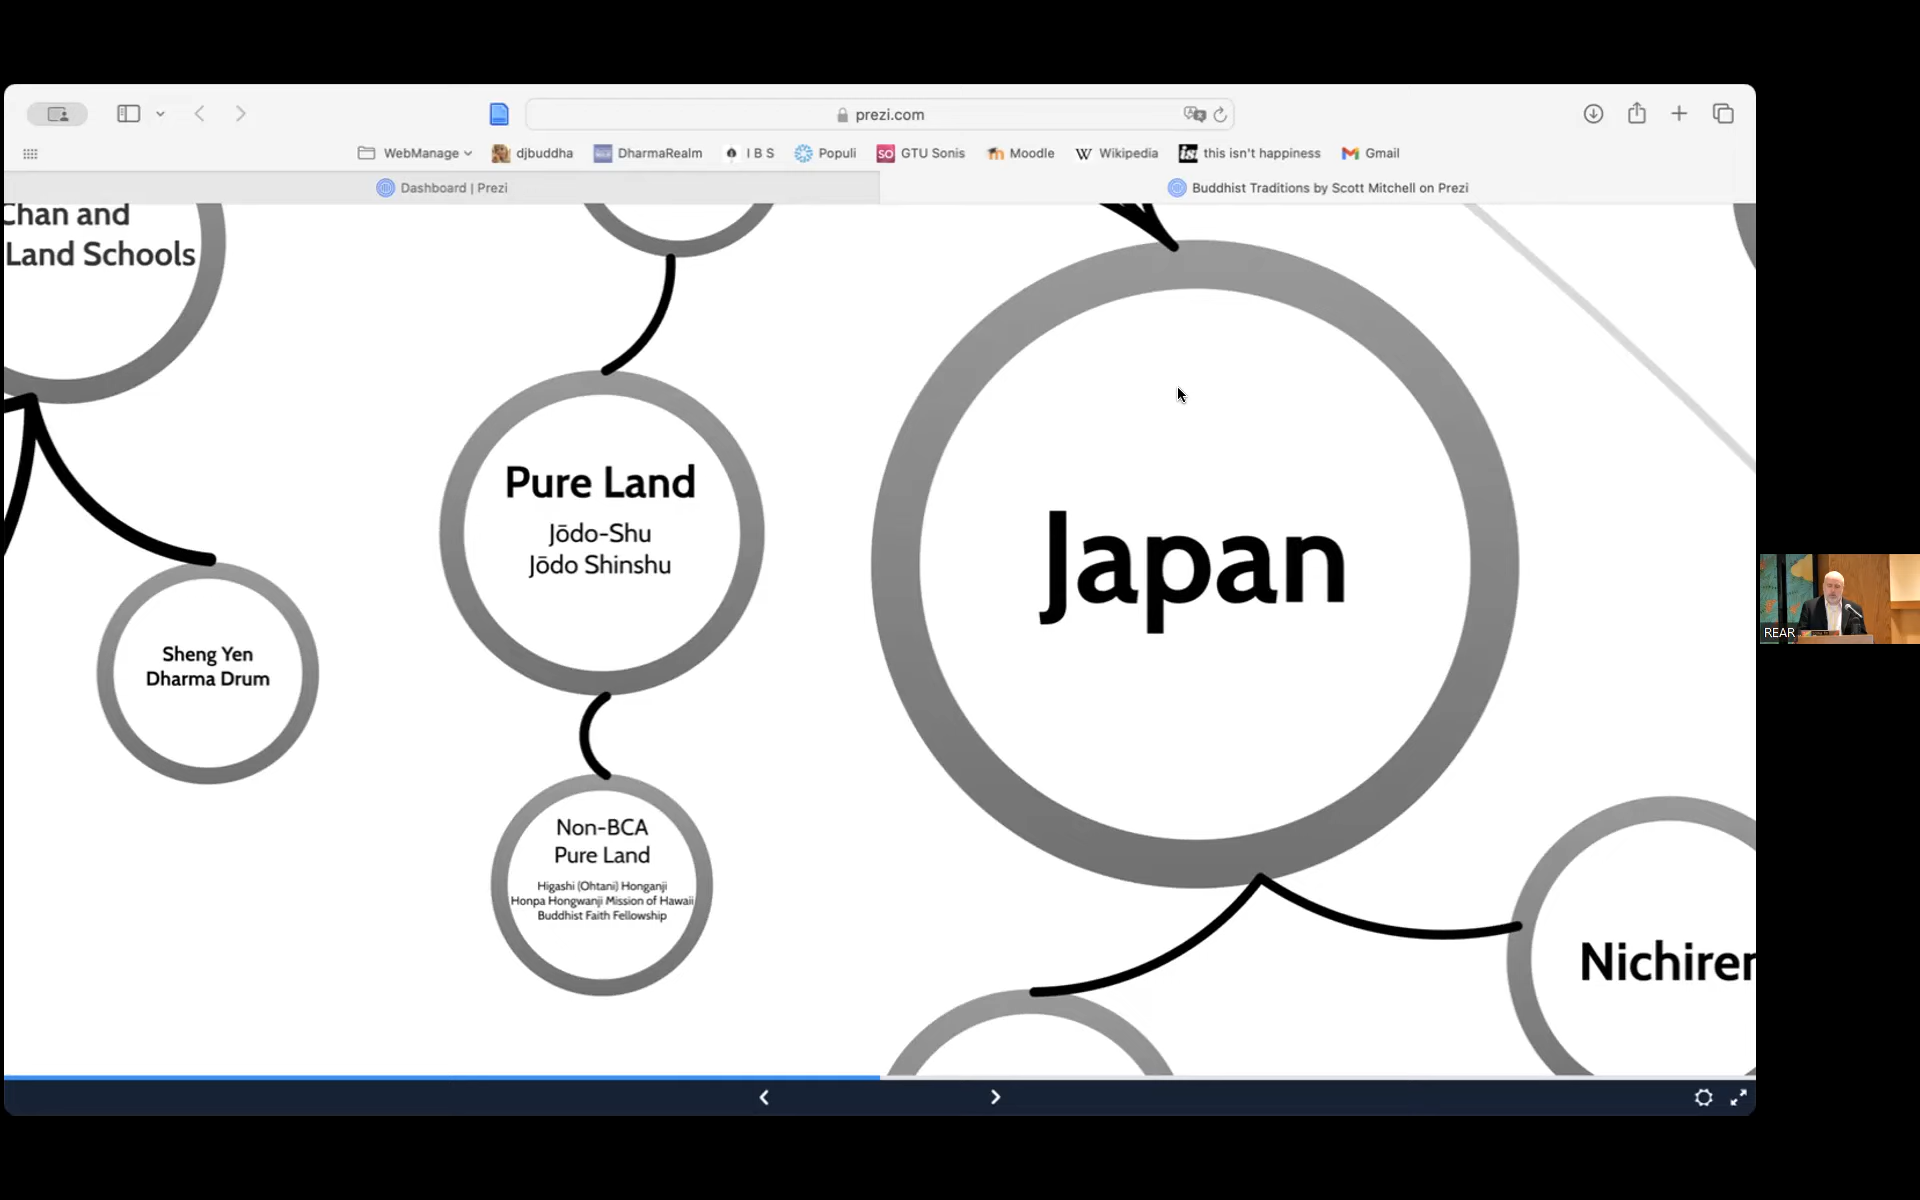 prezi.com
WebManage
djbuddha
DharmaRealm
I B S
Populi
SO
GTU Sonis
Moodle
W
Wikipedia
is!
this isn't happiness
Gmail
Dashboard | Prezi
Buddhist Traditions by Scott Mitchell on Prezi
Chan and
Land Schools
Pure Land
Jōdo-Shu
Jōdo Shinshu
Japan
Sheng Yen
Dharma Drum
Non-BCA
Pure Land
Higashi (Ohtani) Honganji
Honpa Hongwanji Mission of Hawaii
Buddhist Faith Fellowship
Nichiren
REAR